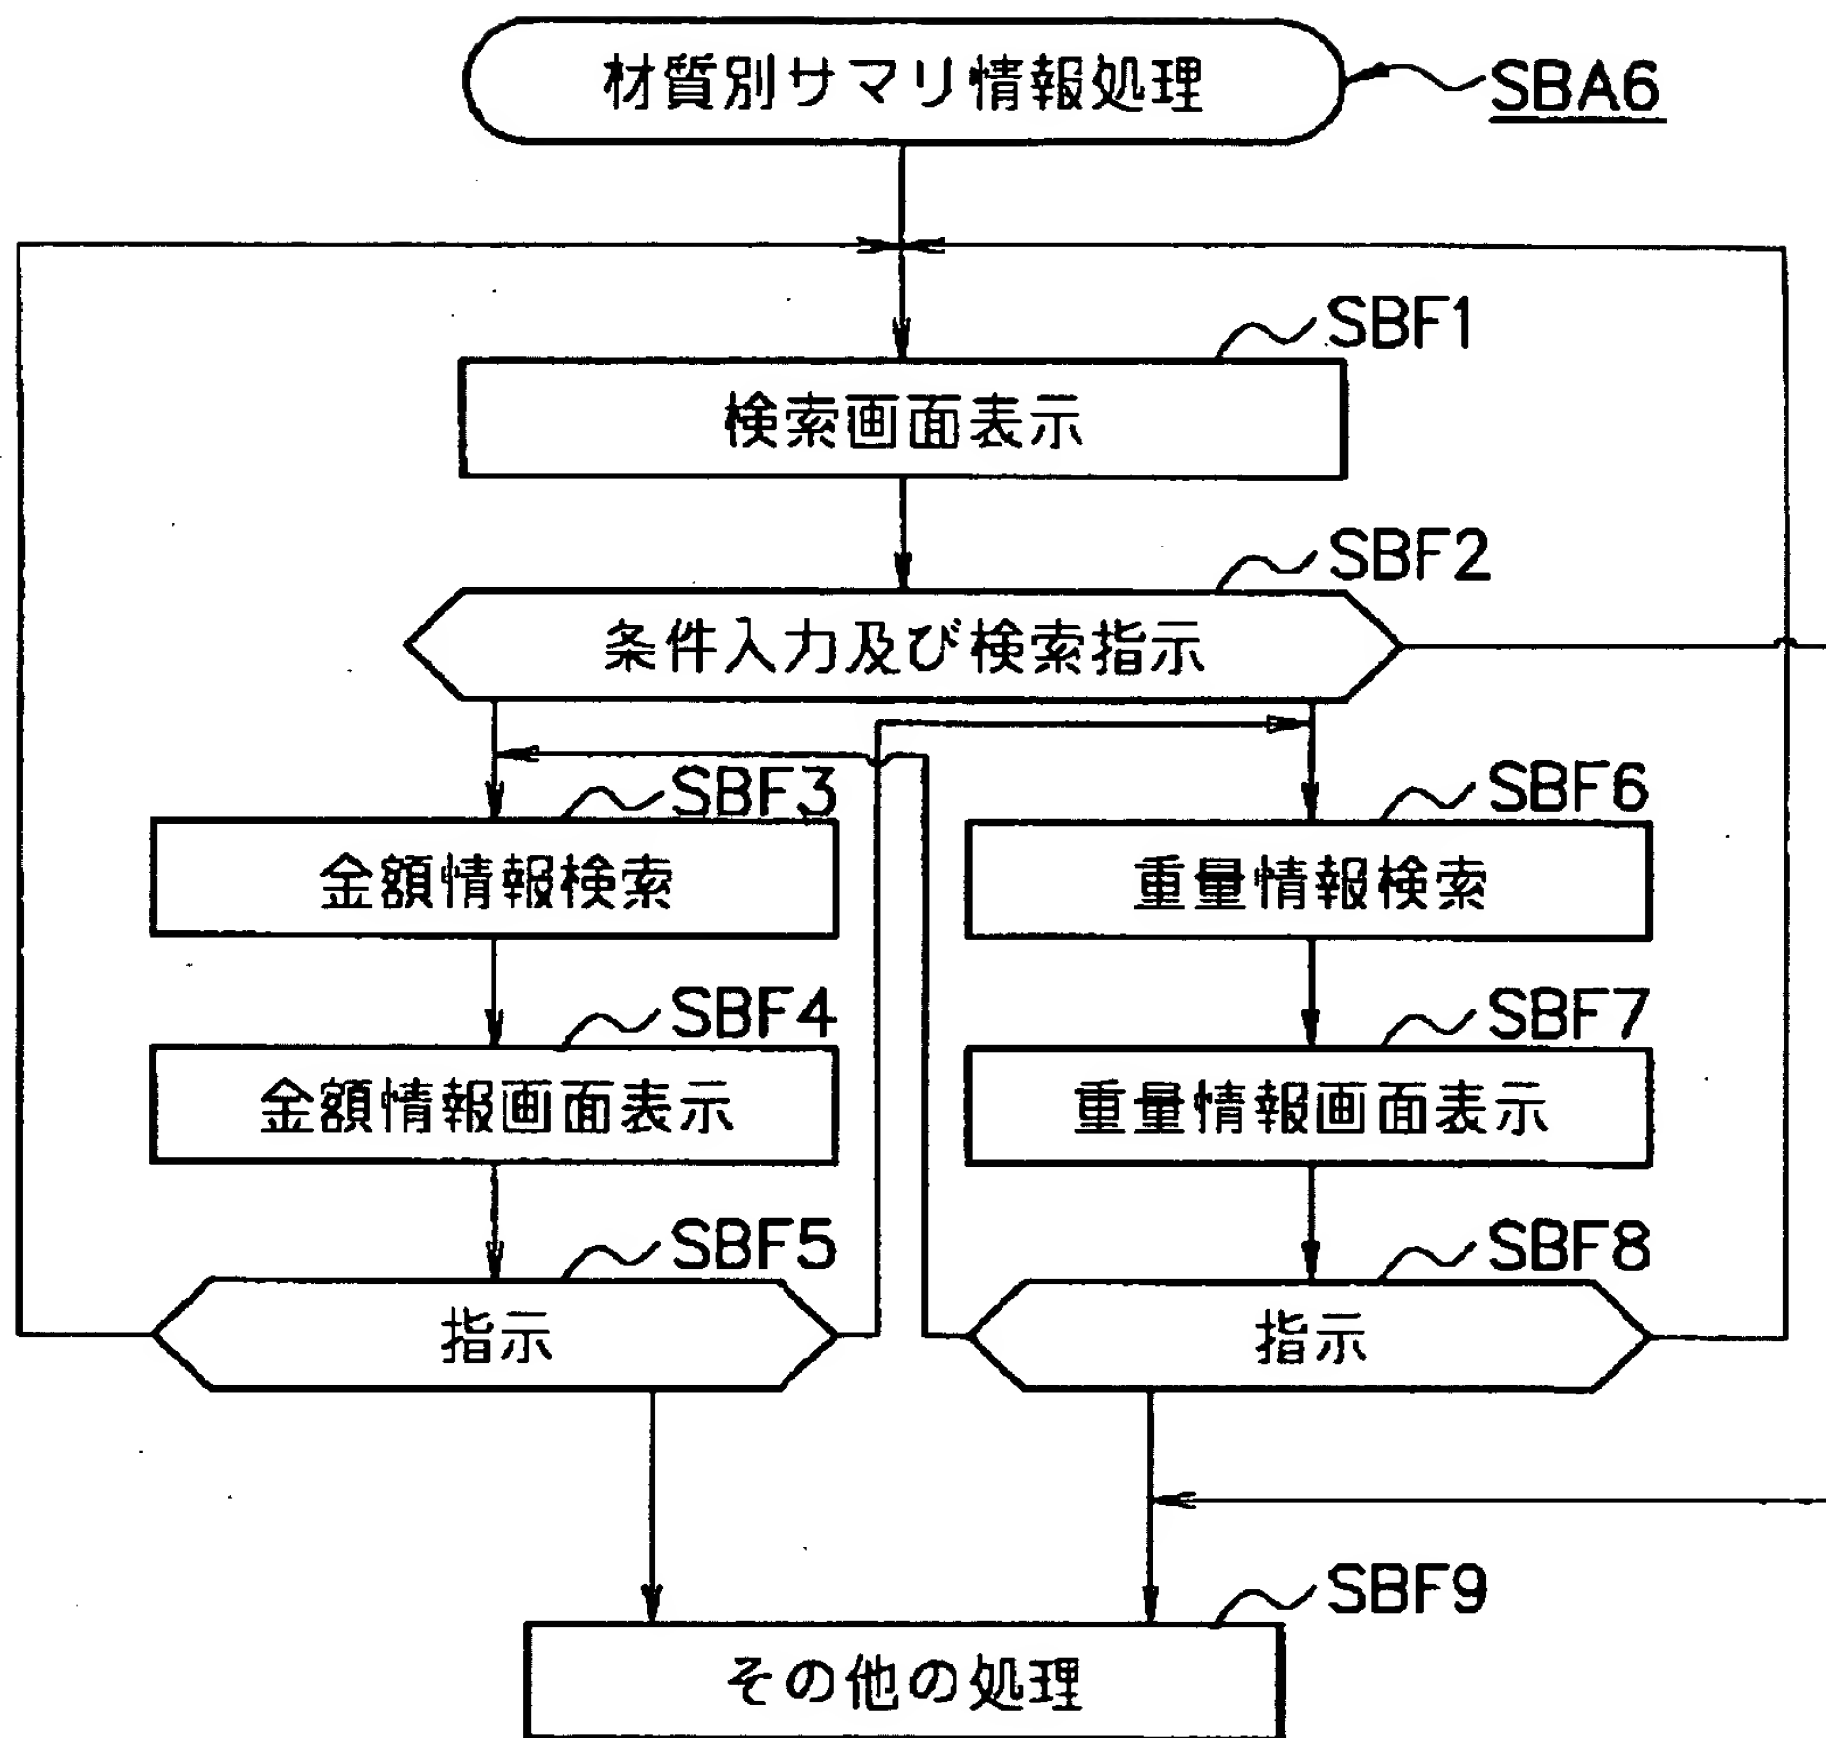 材質別サマリ情報処理
SBA6
SBF1
検索画面表示
SBF2
条件入力及び検索指示
SBF3
金額情報検索
SBF6
重量情報検索
SBF4
金額情報画面表示
SBF7
重量情報画面表示
SBF5
指示
SBF8
指示
SBF9
その他の処理